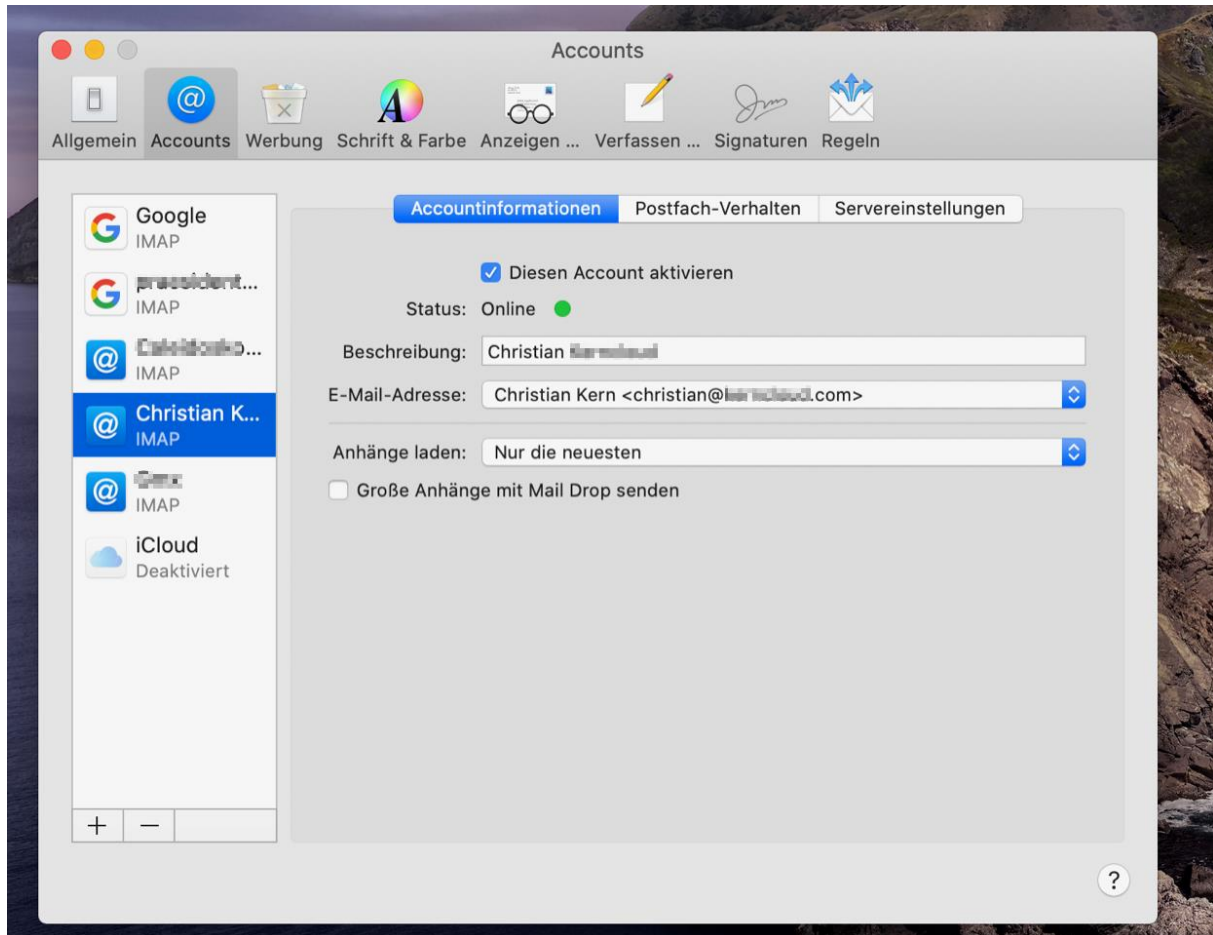 Accounts
Allgemein Accounts Werbung Schrift & Farbe Anzeigen ... Verfassen ... Signaturen Regeln
Accountinformationen Postfach-Verhalten Servereinstellungen
Google
IMAP
IMAP
IMAP
Christian K...
IMAP
IMAP
iCloud
Deaktiviert
Diesen Account aktivieren
Status: Online
Beschreibung: Christian
E-Mail-Adresse: Christian Kern <christian@ .com>
Anhänge laden: Nur die neuesten
Große Anhänge mit Mail Drop senden
?